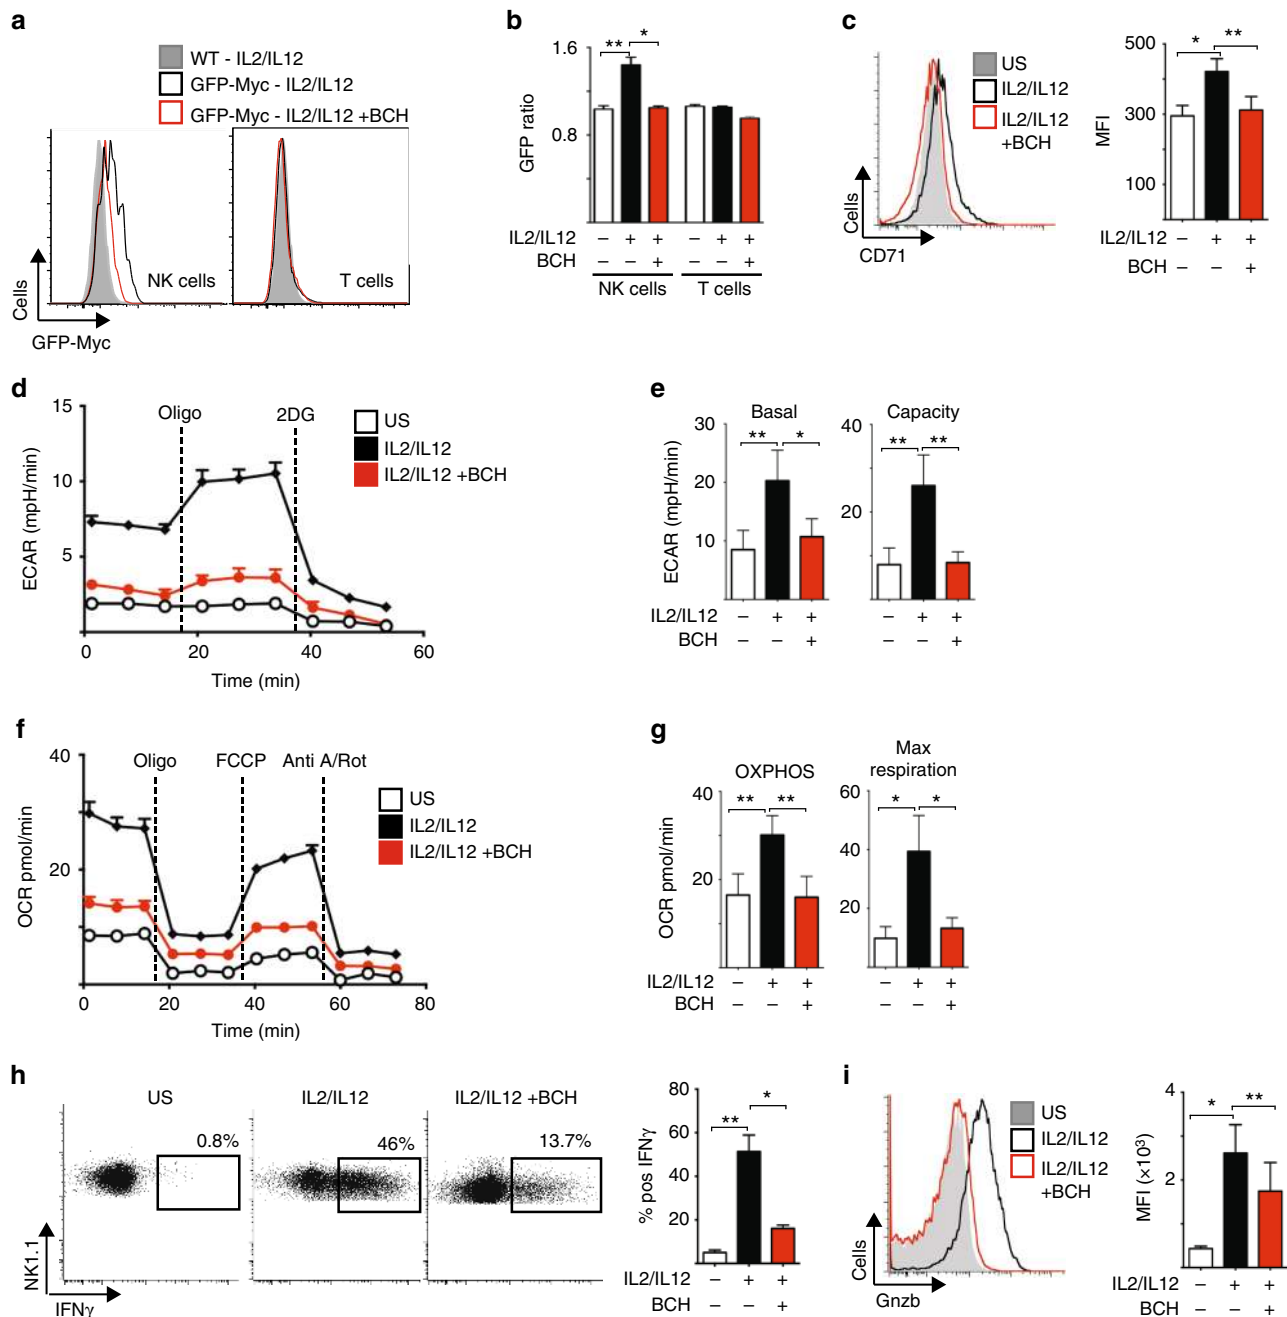 a
WT - IL2/IL12
GFP-Myc - IL2/IL12
GFP-Myc - IL2/IL12 +BCH
NK cells
T cells
Cells
GFP-Myc
b
** *
1.6
0.8
GFP ratio
IL2/IL12 − + + − + +
BCH − − + − − +
NK cells T cells
c
US
IL2/IL12
IL2/IL12
+BCH
Cells
CD71
* **
500
300
100
MFI
IL2/IL12 − + +
BCH − − +
d
15
10
5
ECAR (mpH/min)
Oligo 2DG
US
IL2/IL12
IL2/IL12 +BCH
0 20 40 60
Time (min)
e
Basal
Capacity
30
20
10
ECAR (mpH/min)
** *
40
20
** **
IL2/IL12 − + + − + +
BCH − − + − − +
f
40
20
0
OCR pmol/min
Oligo FCCP Anti A/Rot
US
IL2/IL12
IL2/IL12 +BCH
0 20 40 60 80
Time (min)
g
OXPHOS
Max
respiration
40
20
OCR pmol/min
** **
60
40
20
* *
IL2/IL12 − + + − + +
BCH − − + − − +
h
US IL2/IL12 IL2/IL12 +BCH
0.8% 46% 13.7%
NK1.1
IFNγ
80
60
40
20
% pos IFNγ
** *
IL2/IL12 − + +
BCH − − +
i
US
IL2/IL12
IL2/IL12
+BCH
Cells
Gnzb
4
2
MFI (×10³)
* **
IL2/IL12 − + +
BCH − − +